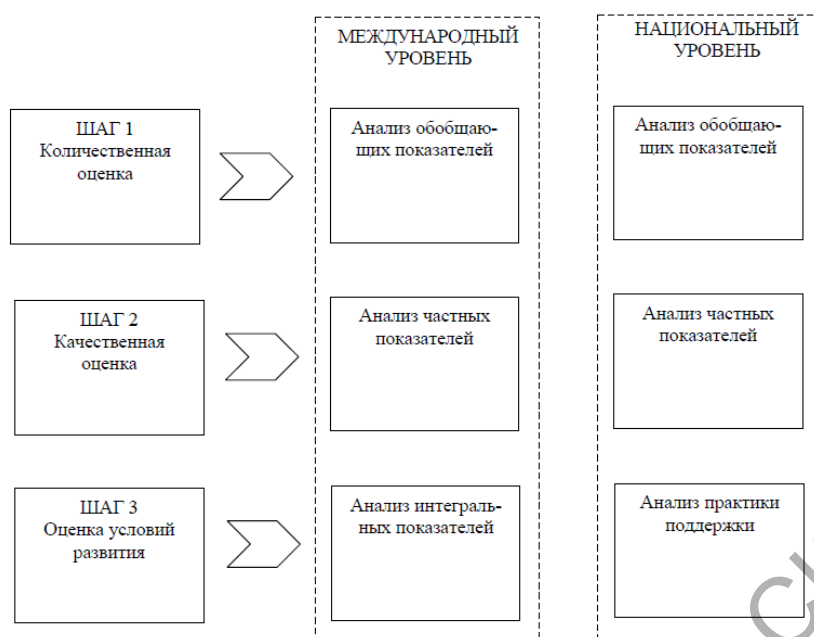 МЕЖДУНАРОДНЫЙ
УРОВЕНЬ
НАЦИОНАЛЬНЫЙ
УРОВЕНЬ
ШАГ 1
Количественная
оценка
Анализ обобщаю-
щих показателей
Анализ обобщаю-
щих показателей
ШАГ 2
Качественная
оценка
Анализ частных
показателей
Анализ частных
показателей
ШАГ 3
Оценка условий
развития
Анализ интеграль-
ных показателей
Анализ практики
поддержки